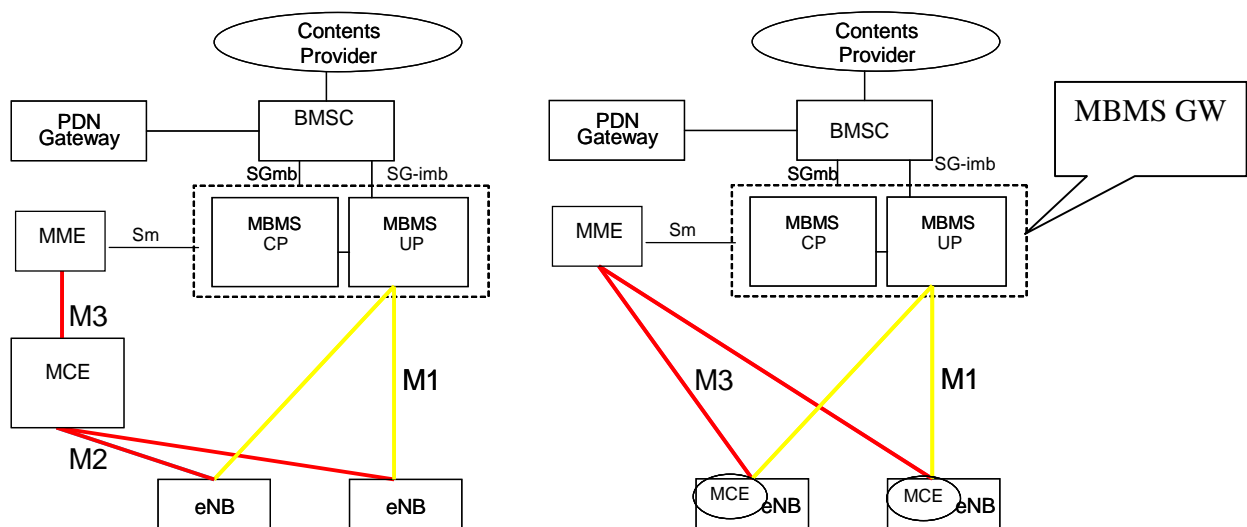 Contents
Provider
PDN
Gateway
BMSC
SGmb
SG-imb
MBMS
CP
MBMS
UP
MME
Sm
M3
MCE
M1
M2
eNB
eNB
Contents
Provider
MBMS GW
PDN
Gateway
BMSC
SGmb
SG-imb
MBMS
CP
MBMS
UP
MME
Sm
M3
M1
MCE
eNB
MCE
eNB